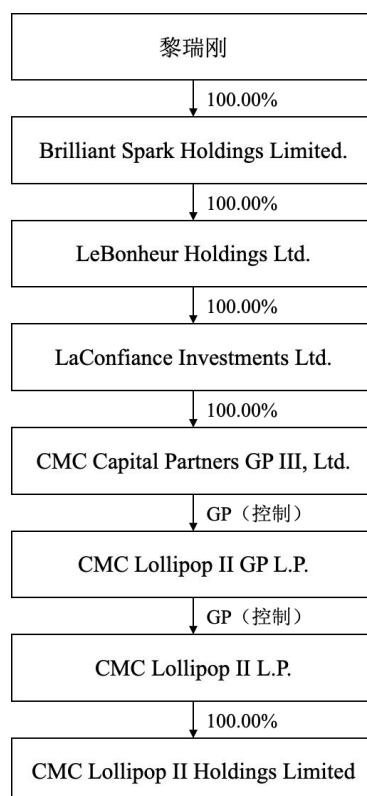 黎瑞刚
100.00%
Brilliant Spark Holdings Limited.
100.00%
LeBonheur Holdings Ltd.
100.00%
LaConfiance Investments Ltd.
100.00%
CMC Capital Partners GP III, Ltd.
GP（控制）
CMC Lollipop II GP L.P.
GP（控制）
CMC Lollipop II L.P.
100.00%
CMC Lollipop II Holdings Limited